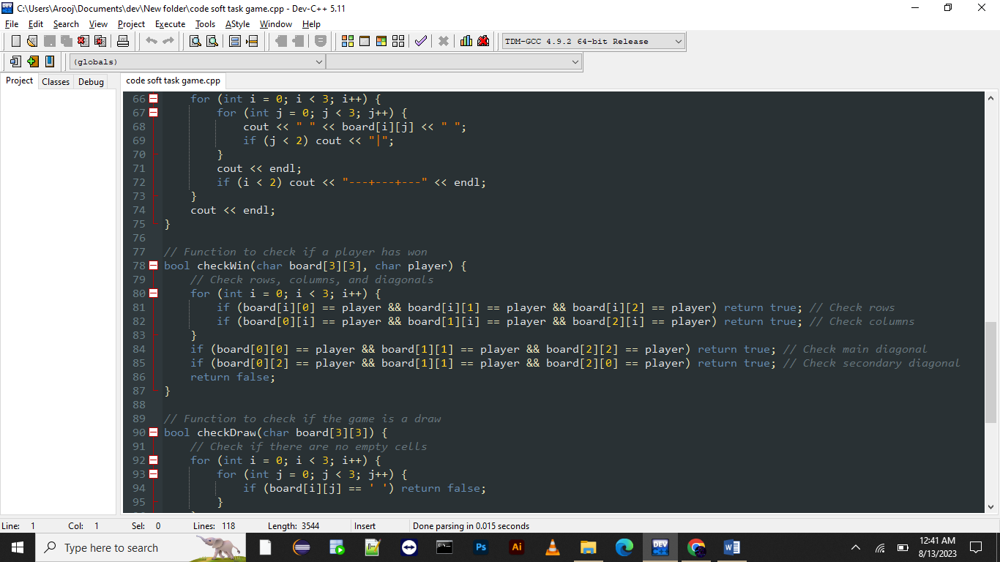 C:\Users\Arooj\Documents\dev\New folder\code soft task game.cpp - Dev-C++ 5.11
File Edit Search View Project Execute Tools AStyle Window Help
TDM-GCC 4.9.2 64-bit Release
(globals)
Project Classes Debug code soft task game.cpp
66 for (int i = 0; i < 3; i++) {
67 for (int j = 0; j < 3; j++) {
68 cout << " " << board[i][j] << " ";
69 if (j < 2) cout << "|";
70 }
71 cout << endl;
72 if (i < 2) cout << "---+---+---" << endl;
73 }
74 cout << endl;
75 }
76
77 // Function to check if a player has won
78 bool checkWin(char board[3][3], char player) {
79 // Check rows, columns, and diagonals
80 for (int i = 0; i < 3; i++) {
81 if (board[i][0] == player && board[i][1] == player && board[i][2] == player) return true; // Check rows
82 if (board[0][i] == player && board[1][i] == player && board[2][i] == player) return true; // Check columns
83 }
84 if (board[0][0] == player && board[1][1] == player && board[2][2] == player) return true; // Check main diagonal
85 if (board[0][2] == player && board[1][1] == player && board[2][0] == player) return true; // Check secondary diagonal
86 return false;
87 }
88
89 // Function to check if the game is a draw
90 bool checkDraw(char board[3][3]) {
91 // Check if there are no empty cells
92 for (int i = 0; i < 3; i++) {
93 for (int j = 0; j < 3; j++) {
94 if (board[i][j] == ' ') return false;
95 }
Line: 1 Col: 1 Sel: 0 Lines: 118 Length: 3544 Insert Done parsing in 0.015 seconds
Type here to search Ps Ai DEV 12:41 AM
8/13/2023